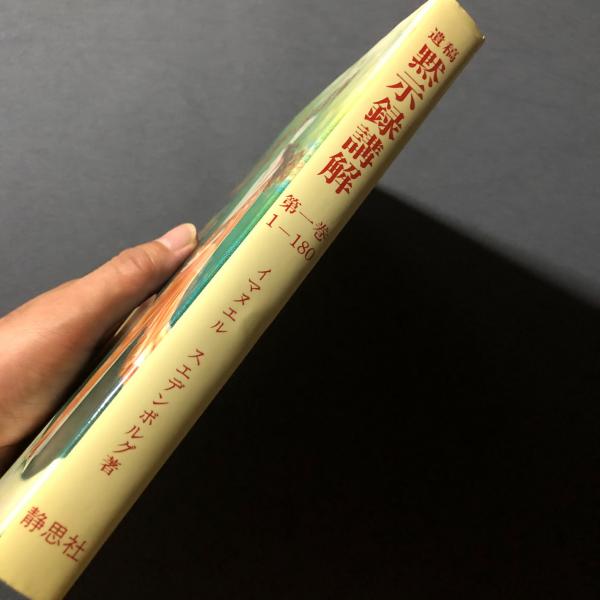 遺稿
黙示録講解
第一巻
1−180
イマヌエル スエデンボルグ著
静思社